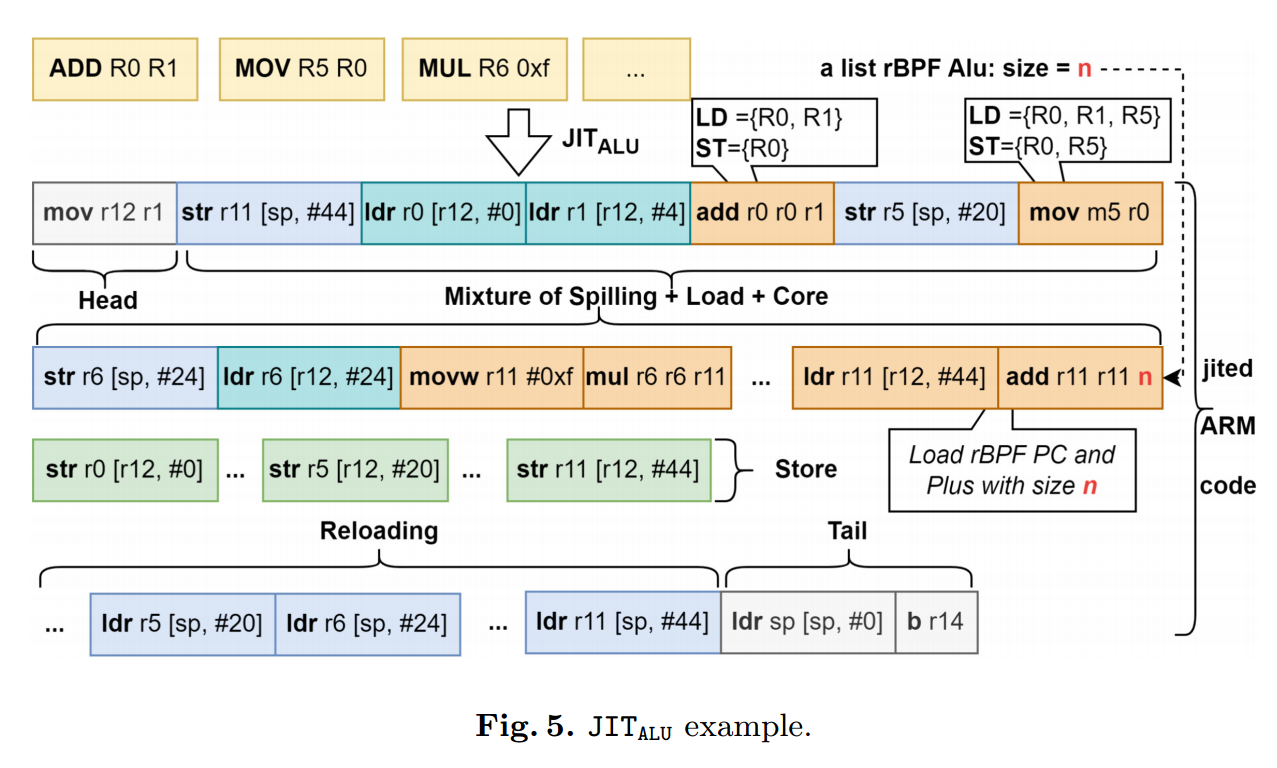 ADD R0 R1
MOV R5 R0
MUL R6 0xf
...
a list rBPF Alu: size = n
JITALU
LD ={R0, R1}
ST={R0}
LD ={R0, R1, R5}
ST={R0, R5}
mov r12 r1
str r11 [sp, #44]
ldr r0 [r12, #0]
ldr r1 [r12, #4]
add r0 r0 r1
str r5 [sp, #20]
mov m5 r0
Head
Mixture of Spilling + Load + Core
str r6 [sp, #24]
ldr r6 [r12, #24]
movw r11 #0xf
mul r6 r6 r11
...
ldr r11 [r12, #44]
add r11 r11 n
jited
ARM
code
Load rBPF PC and
Plus with size n
str r0 [r12, #0]
...
str r5 [r12, #20]
...
str r11 [r12, #44]
Store
Reloading
Tail
...
ldr r5 [sp, #20]
ldr r6 [sp, #24]
...
ldr r11 [sp, #44]
ldr sp [sp, #0]
b r14
Fig. 5. JITALU example.